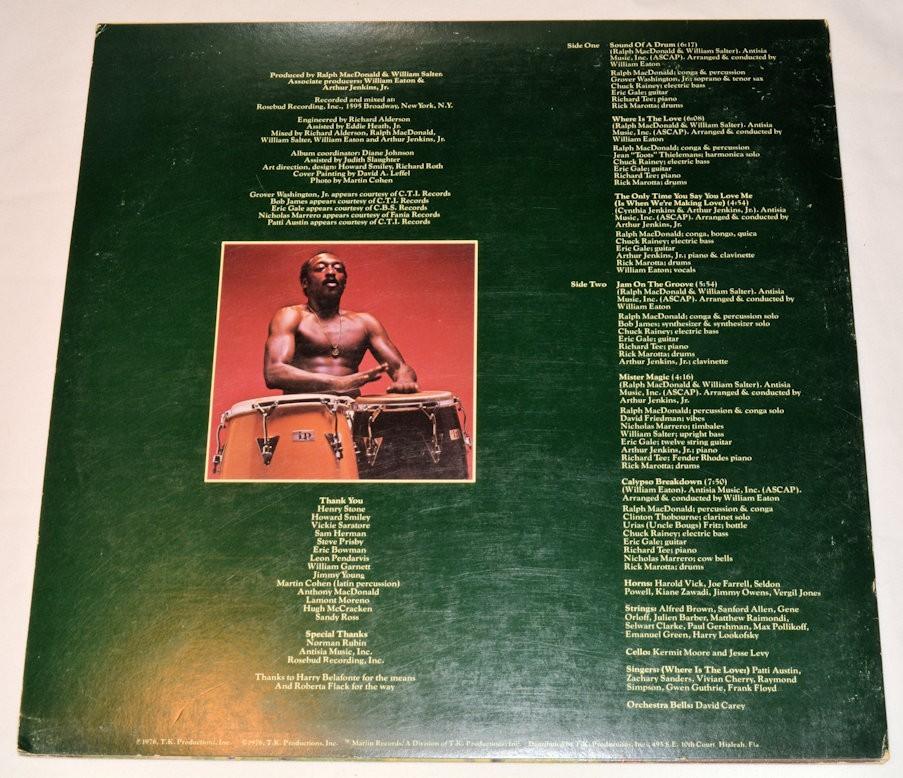 Produced by Ralph MacDonald & William Salter.
Associate producers: William Eaton &
Arthur Jenkins, Jr.
Recorded and mixed at:
Rosebud Recording, Inc., 1595 Broadway, New York, N.Y.
Engineered by Richard Alderson
Assisted by Eddie Heath, Jr.
Mixed by Richard Alderson, Ralph MacDonald,
William Salter, William Eaton and Arthur Jenkins, Jr.
Album coordinator: Diane Johnson
Assisted by Judith Slaughter
Art direction, design: Howard Smiley, Richard Roth
Cover Painting by David A. Leffel
Photo by Martin Cohen
Grover Washington, Jr. appears courtesy of C.T.I. Records
Bob James appears courtesy of C.T.I. Records
Eric Gale appears courtesy of C.B.S. Records
Nicholas Marrero appears courtesy of Fania Records
Patti Austin appears courtesy of C.T.I. Records
LP
Thank You
Henry Stone
Howard Smiley
Vickie Saratore
Sam Herman
Steve Prisby
Eric Bowman
Leon Pendarvis
William Garnett
Jimmy Young
Martin Cohen (latin percussion)
Anthony MacDonald
Lamont Moreno
Hugh McCracken
Sandy Ross
Special Thanks
Norman Rubin
Antisia Music, Inc.
Rosebud Recording, Inc.
Thanks to Harry Belafonte for the means
And Roberta Flack for the way
Side One Sound Of A Drum (6:17)
(Ralph MacDonald & William Salter). Antisia
Music, Inc. (ASCAP). Arranged & conducted by
William Eaton
Ralph MacDonald; conga & percussion
Grover Washington, Jr.; soprano & tenor sax
Chuck Rainey; electric bass
Eric Gale; guitar
Richard Tee; piano
Rick Marotta; drums
Where Is The Love (6:08)
(Ralph MacDonald & William Salter). Antisia
Music, Inc. (ASCAP). Arranged & conducted by
William Eaton
Ralph MacDonald; conga & percussion
Jean "Toots" Thielemans; harmonica solo
Chuck Rainey; electric bass
Eric Gale; guitar
Richard Tee; piano
Rick Marotta; drums
The Only Time You Say You Love Me
(Is When We're Making Love) (4:54)
(Cynthia Jenkins & Arthur Jenkins, Jr.). Antisia
Music, Inc. (ASCAP). Arranged & conducted by
Arthur Jenkins, Jr.
Ralph MacDonald; conga, bongo, quica
Chuck Rainey; electric bass
Eric Gale; guitar
Arthur Jenkins, Jr.; piano & clavinette
Rick Marotta; drums
William Eaton; vocals
Side Two Jam On The Groove (5:54)
(Ralph MacDonald & William Salter) Antisia
Music, Inc. (ASCAP). Arranged & conducted by
William Eaton
Ralph MacDonald; conga & percussion solo
Bob James; synthesizer & synthesizer solo
Chuck Rainey; electric bass
Eric Gale; guitar
Richard Tee; piano
Rick Marotta; drums
Arthur Jenkins, Jr.; clavinette
Mister Magic (4:16)
(Ralph MacDonald & William Salter). Antisia
Music, Inc. (ASCAP). Arranged & conducted by
Arthur Jenkins, Jr.
Ralph MacDonald; percussion & conga solo
David Friedman; vibes
Nicholas Marrero; timbales
William Salter; upright bass
Eric Gale; twelve string guitar
Arthur Jenkins, Jr.; piano
Richard Tee; Fender Rhodes piano
Rick Marotta; drums
Calypso Breakdown (7:50)
(William Eaton). Antisia Music, Inc. (ASCAP).
Arranged & conducted by William Eaton
Ralph MacDonald; percussion & conga
Clinton Thobourne; clarinet solo
Urias (Uncle Bougs) Fritz; bottle
Chuck Rainey; electric bass
Eric Gale; guitar
Richard Tee; piano
Nicholas Marrero; cow bells
Rick Marotta; drums
Horns: Harold Vick, Joe Farrell, Seldon
Powell, Kiane Zawadi, Jimmy Owens, Vergil Jones
Strings: Alfred Brown, Sanford Allen, Gene
Orloff, Julien Barber, Matthew Raimondi,
Selwart Clarke, Paul Gershman, Max Pollikoff,
Emanuel Green, Harry Lookofsky
Cello: Kermit Moore and Jesse Levy
Singers: (Where Is The Love:) Patti Austin,
Zachary Sanders, Vivian Cherry, Raymond
Simpson, Gwen Guthrie, Frank Floyd
Orchestra Bells: David Carey
℗ 1976, T.K. Productions, Inc. ©1976, T.K. Productions, Inc. ™ Marlin Records/A Division of T.K. Productions, Inc. Distributed by T.K. Productions, Inc., 495 S.E. 10th Court, Hialeah, Fla